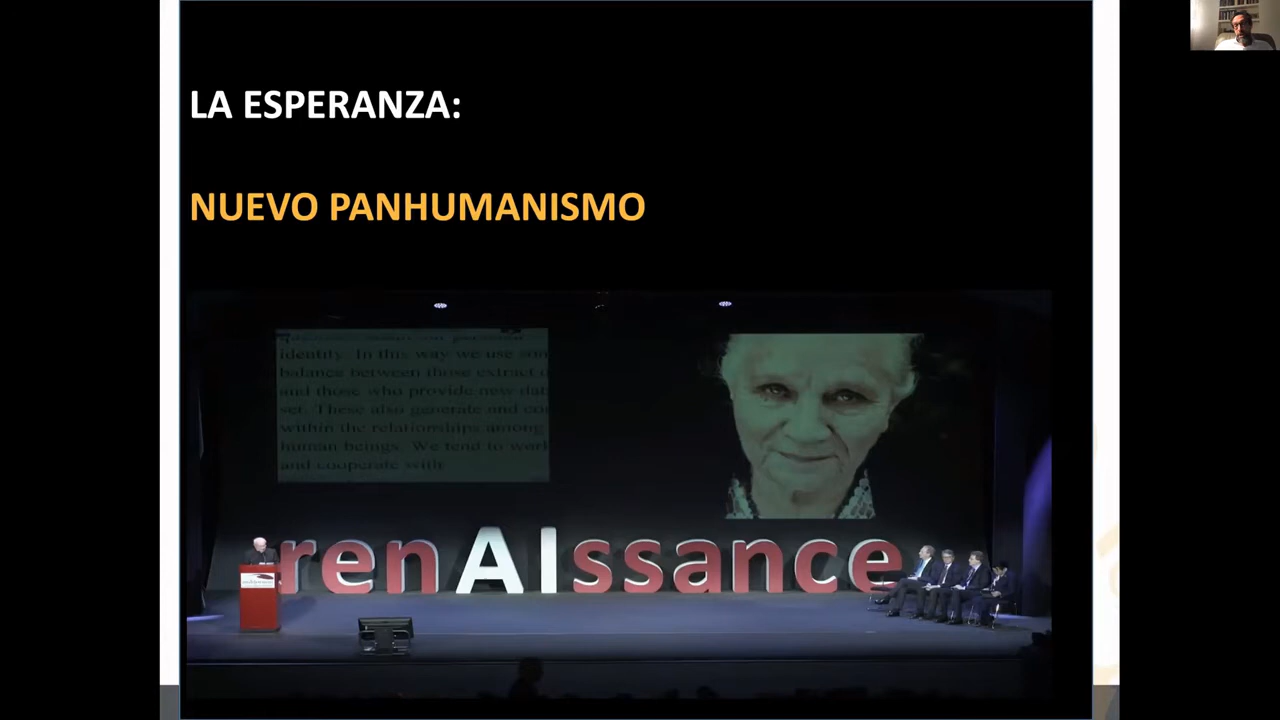 LA ESPERANZA:
NUEVO PANHUMANISMO
identity. In this way we use
balance between those extract
and those who provide new
set. These also generate and
within the relationships among
human beings. We tend to work
and cooperate with
renAIssance